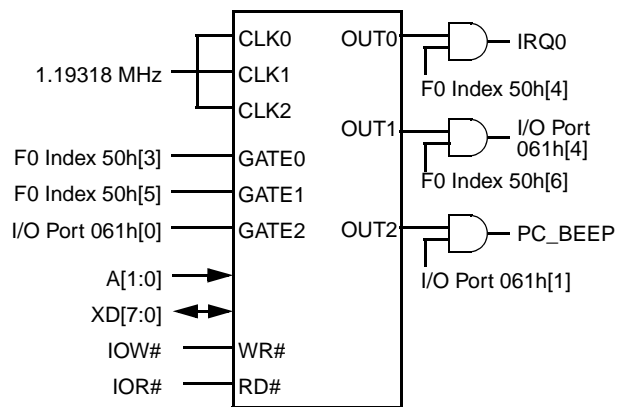 CLK0 OUT0 IRQ0
1.19318 MHz CLK1
F0 Index 50h[4]
CLK2
OUT1 I/O Port
061h[4]
F0 Index 50h[3] GATE0
F0 Index 50h[6]
F0 Index 50h[5] GATE1
I/O Port 061h[0] GATE2 OUT2 PC_BEEP
A[1:0]
I/O Port 061h[1]
XD[7:0]
IOW# WR#
IOR# RD#